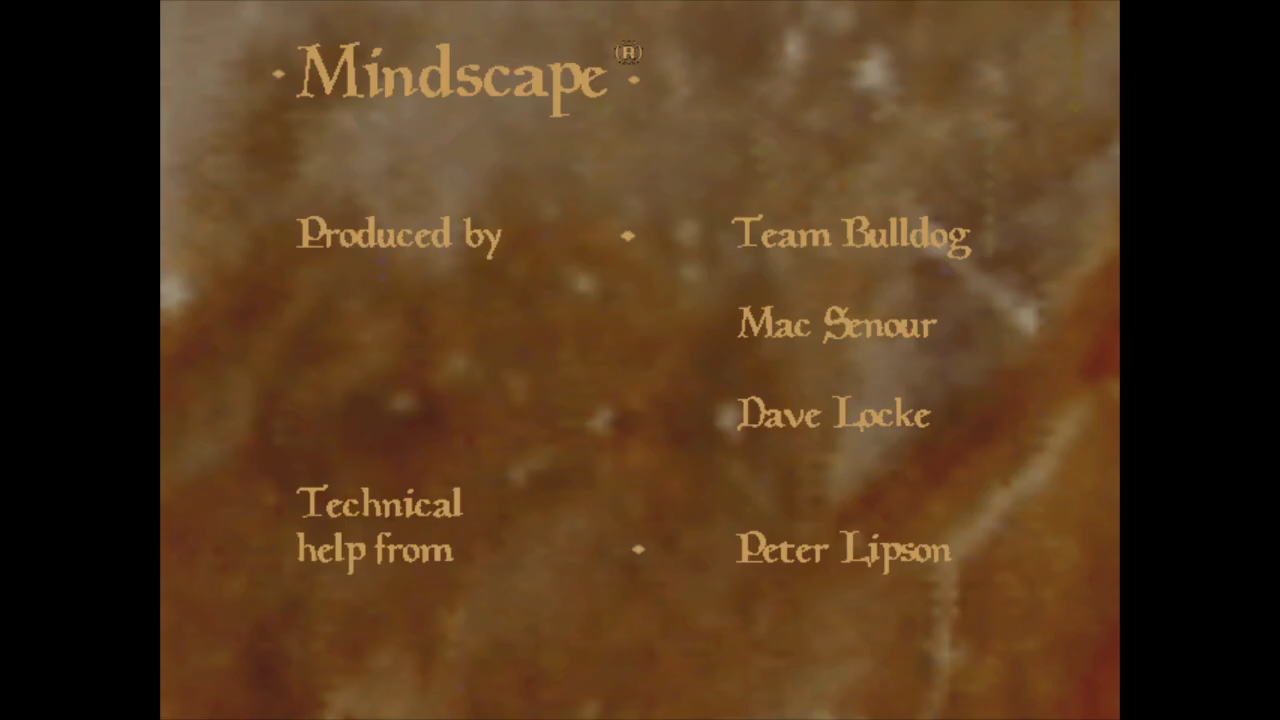 · Mindscape® ·
Produced by · Team Bulldog
Mac Senour
Dave Locke
Technical
help from · Peter Lipson